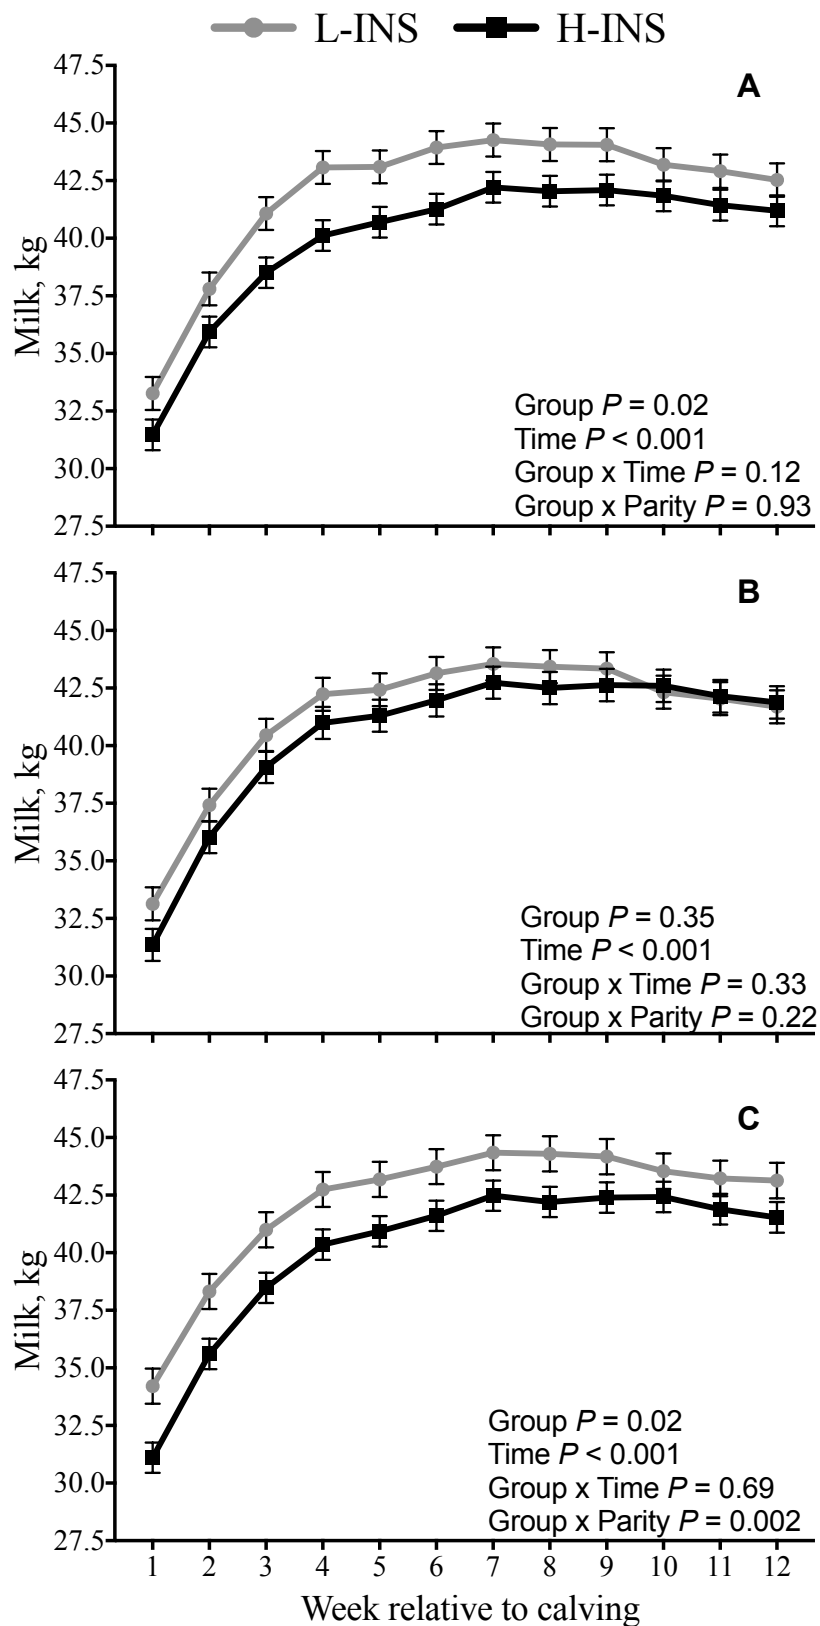 L-INS H-INS
A
47.5
45.0
42.5
40.0
37.5
35.0
32.5
30.0
27.5
Milk, kg
Group P = 0.02
Time P < 0.001
Group x Time P = 0.12
Group x Parity P = 0.93
B
47.5
45.0
42.5
40.0
37.5
35.0
32.5
30.0
27.5
Milk, kg
Group P = 0.35
Time P < 0.001
Group x Time P = 0.33
Group x Parity P = 0.22
C
47.5
45.0
42.5
40.0
37.5
35.0
32.5
30.0
27.5
Milk, kg
Group P = 0.02
Time P < 0.001
Group x Time P = 0.69
Group x Parity P = 0.002
1 2 3 4 5 6 7 8 9 10 11 12
Week relative to calving